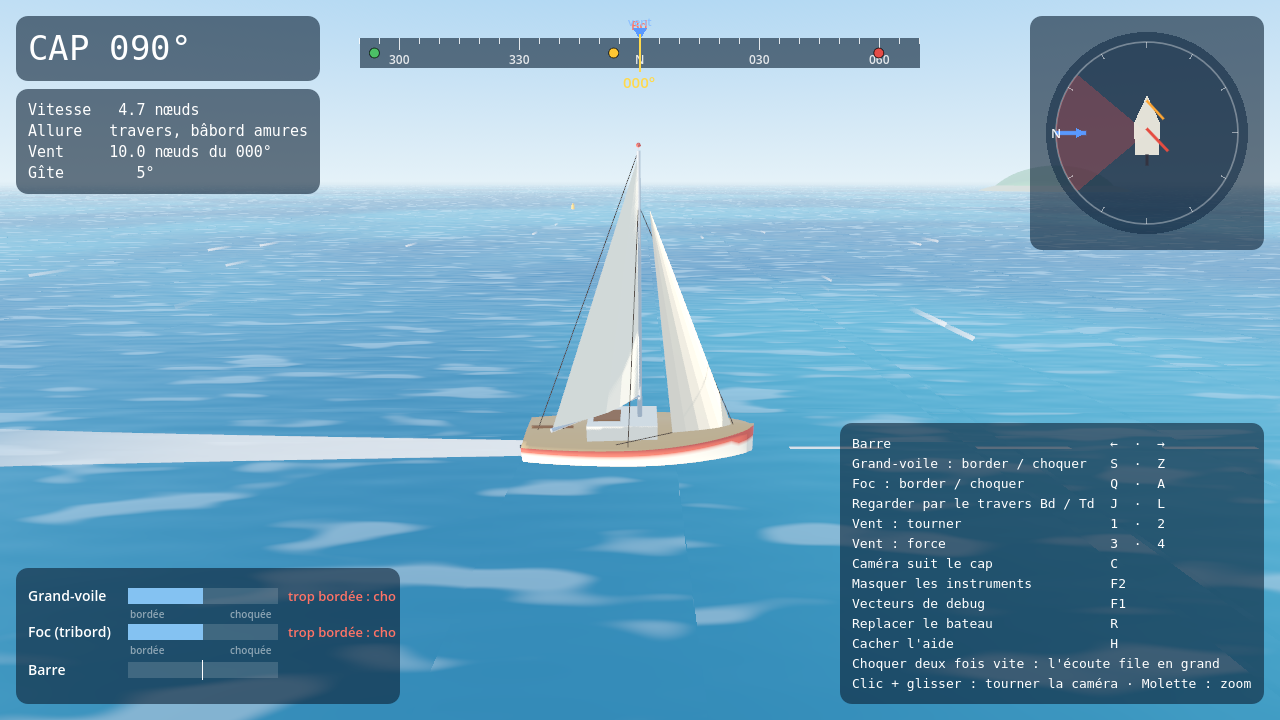 CAP 090°
Vitesse 4.7 nœuds
Allure travers, bâbord amures
Vent 10.0 nœuds du 000°
Gîte 5°
300 330 N 030 060
000°
N
Grand-voile trop bordée : cho
bordée choquée
Foc (tribord) trop bordée : cho
bordée choquée
Barre
Barre ← · →
Grand-voile : border / choquer S · Z
Foc : border / choquer Q · A
Regarder par le travers Bd / Td J · L
Vent : tourner 1 · 2
Vent : force 3 · 4
Caméra suit le cap C
Masquer les instruments F2
Vecteurs de debug F1
Replacer le bateau R
Cacher l'aide H
Choquer deux fois vite : l'écoute file en grand
Clic + glisser : tourner la caméra · Molette : zoom